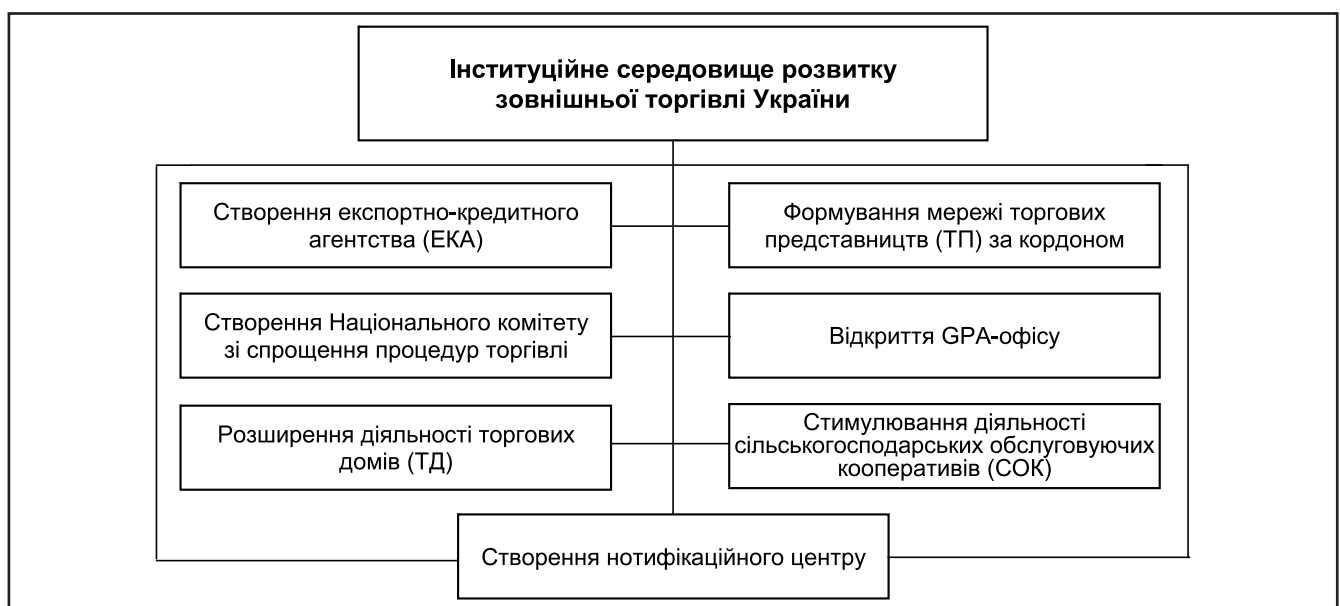 Інституційне середовище розвитку
зовнішньої торгівлі України
Створення експортно-кредитного
агентства (ЕКА)
Формування мережі торгових
представництв (ТП) за кордоном
Створення Національного комітету
зі спрощення процедур торгівлі
Відкриття GPA-офісу
Розширення діяльності торгових
домів (ТД)
Стимулювання діяльності
сільськогосподарських обслуговуючих
кооперативів (СОК)
Створення нотифікаційного центру